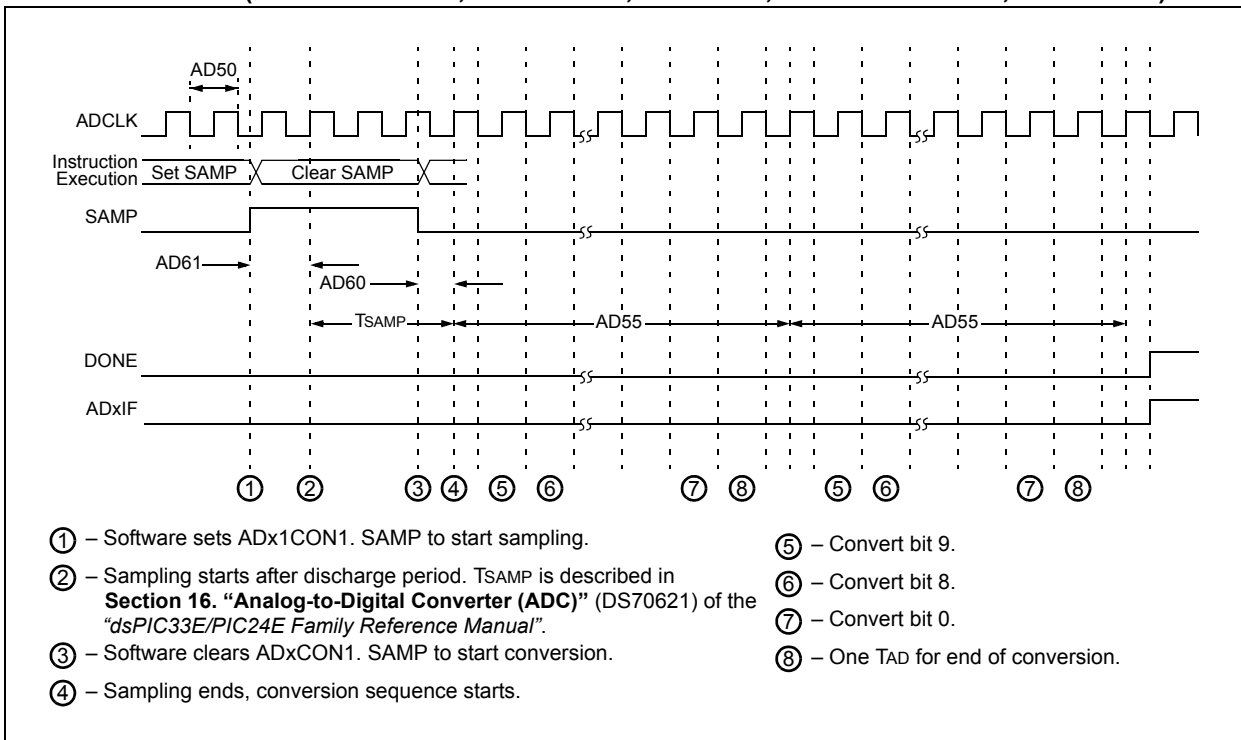 AD50
ADCLK
Instruction
Execution
Set SAMP
Clear SAMP
SAMP
AD61
AD60
TSAMP
AD55
AD55
DONE
ADxIF
1 2 3 4 5 6 7 8 5 6 7 8
1 – Software sets ADx1CON1. SAMP to start sampling.
2 – Sampling starts after discharge period. TSAMP is described in
Section 16. “Analog-to-Digital Converter (ADC)” (DS70621) of the
“dsPIC33E/PIC24E Family Reference Manual”.
3 – Software clears ADxCON1. SAMP to start conversion.
4 – Sampling ends, conversion sequence starts.
5 – Convert bit 9.
6 – Convert bit 8.
7 – Convert bit 0.
8 – One TAD for end of conversion.